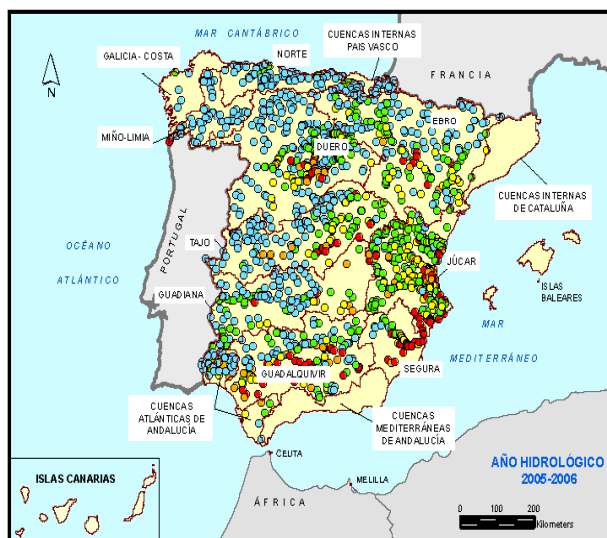 MAR CANTÁBRICO
CUENCAS INTERNAS
PAIS VASCO
GALICIA- COSTA
NORTE
FRANCIA
N
EBRO
MIÑO-LIMIA
DUERO
CUENCAS INTERNAS
DE CATALUÑA
PORTUGAL
OCÉANO
ATLÁNTICO
TAJO
JÚCAR
ISLAS
BALEARES
GUADIANA
MAR
MEDITERRÁNEO
GUADALQUIVIR
SEGURA
CUENCAS
ATLÁNTICAS DE
ANDALUCÍA
CUENCAS
MEDITERRÁNEAS
DE ANDALUCÍA
CEUTA
MELILLA
ÁFRICA
ISLAS CANARIAS
AÑO HIDROLÓGICO
2005-2006
0 50 100 200
Kilometers